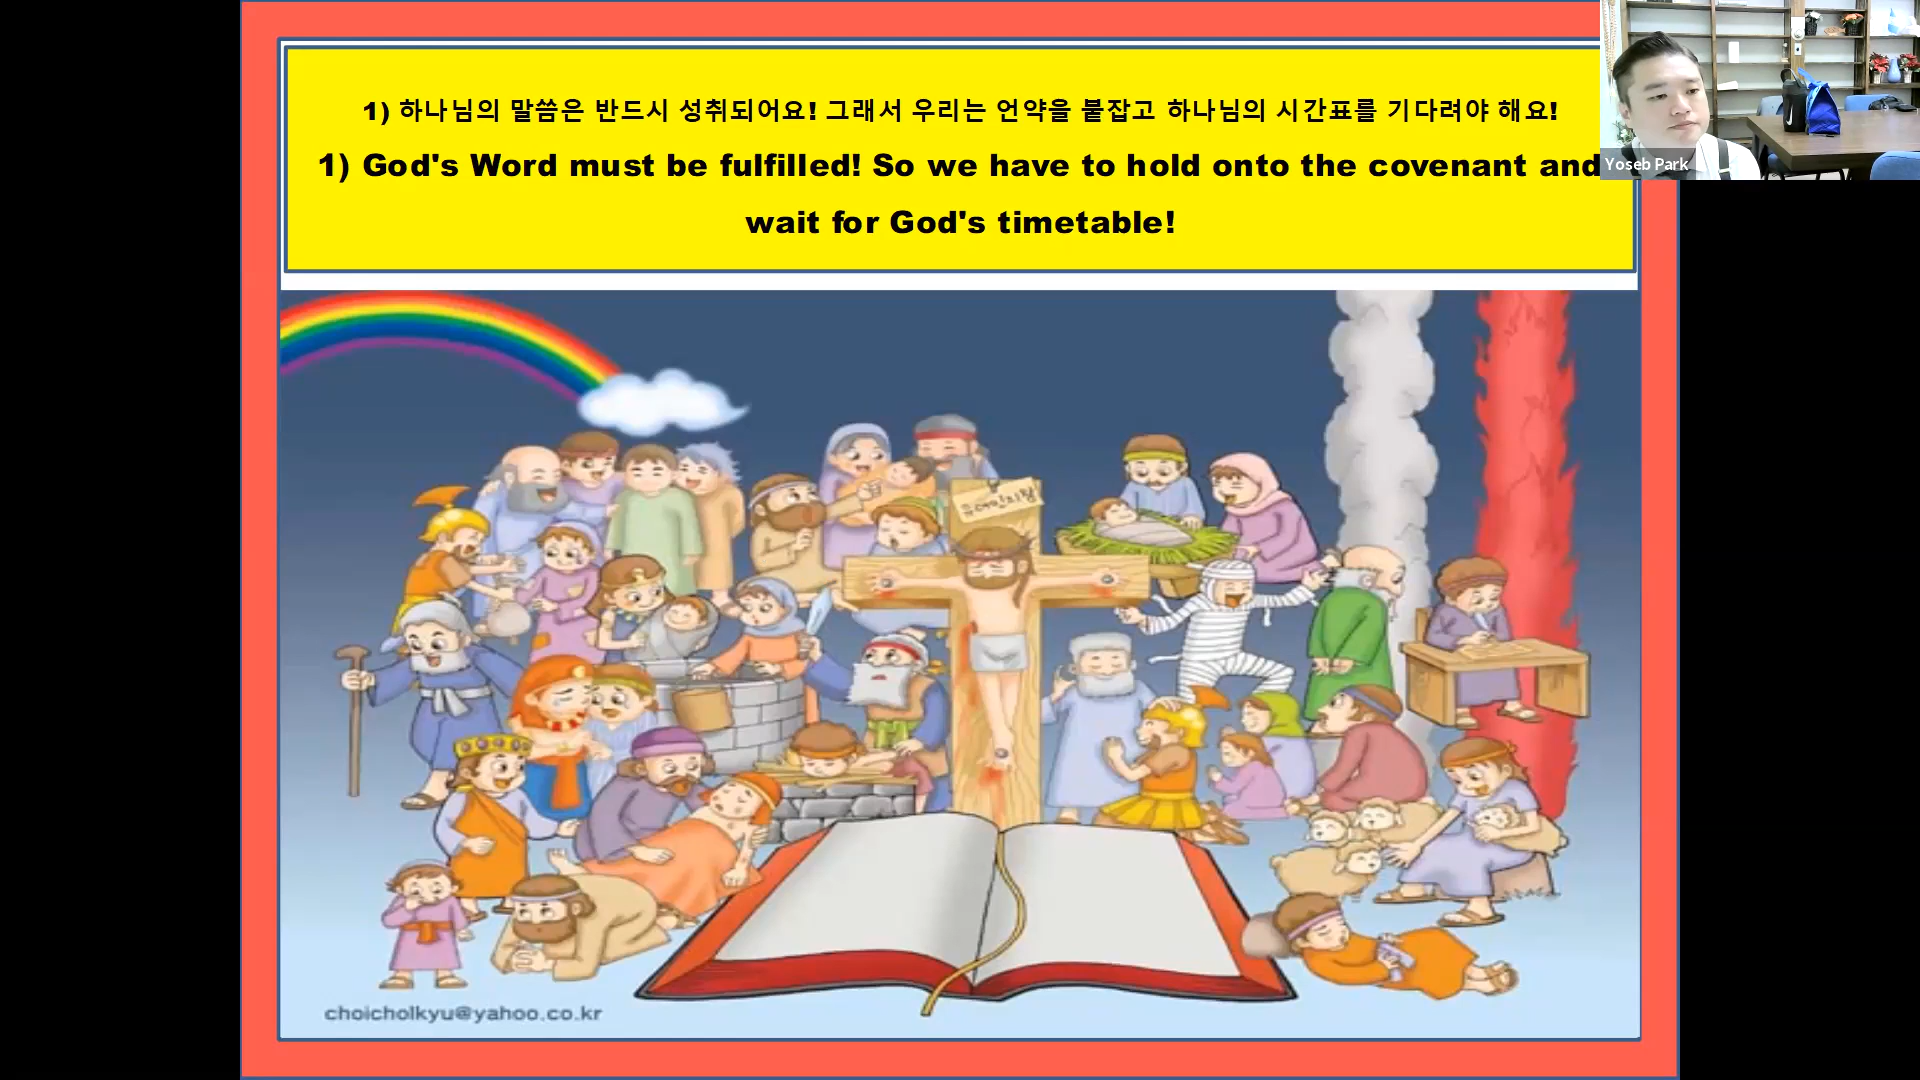 1) 하나님의 말씀은 반드시 성취되어요! 그래서 우리는 언약을 붙잡고 하나님의 시간표를 기다려야 해요!
1) God's Word must be fulfilled! So we have to hold onto the covenant and
wait for God's timetable!
Yoseb Park
choicholkyu@yahoo.co.kr